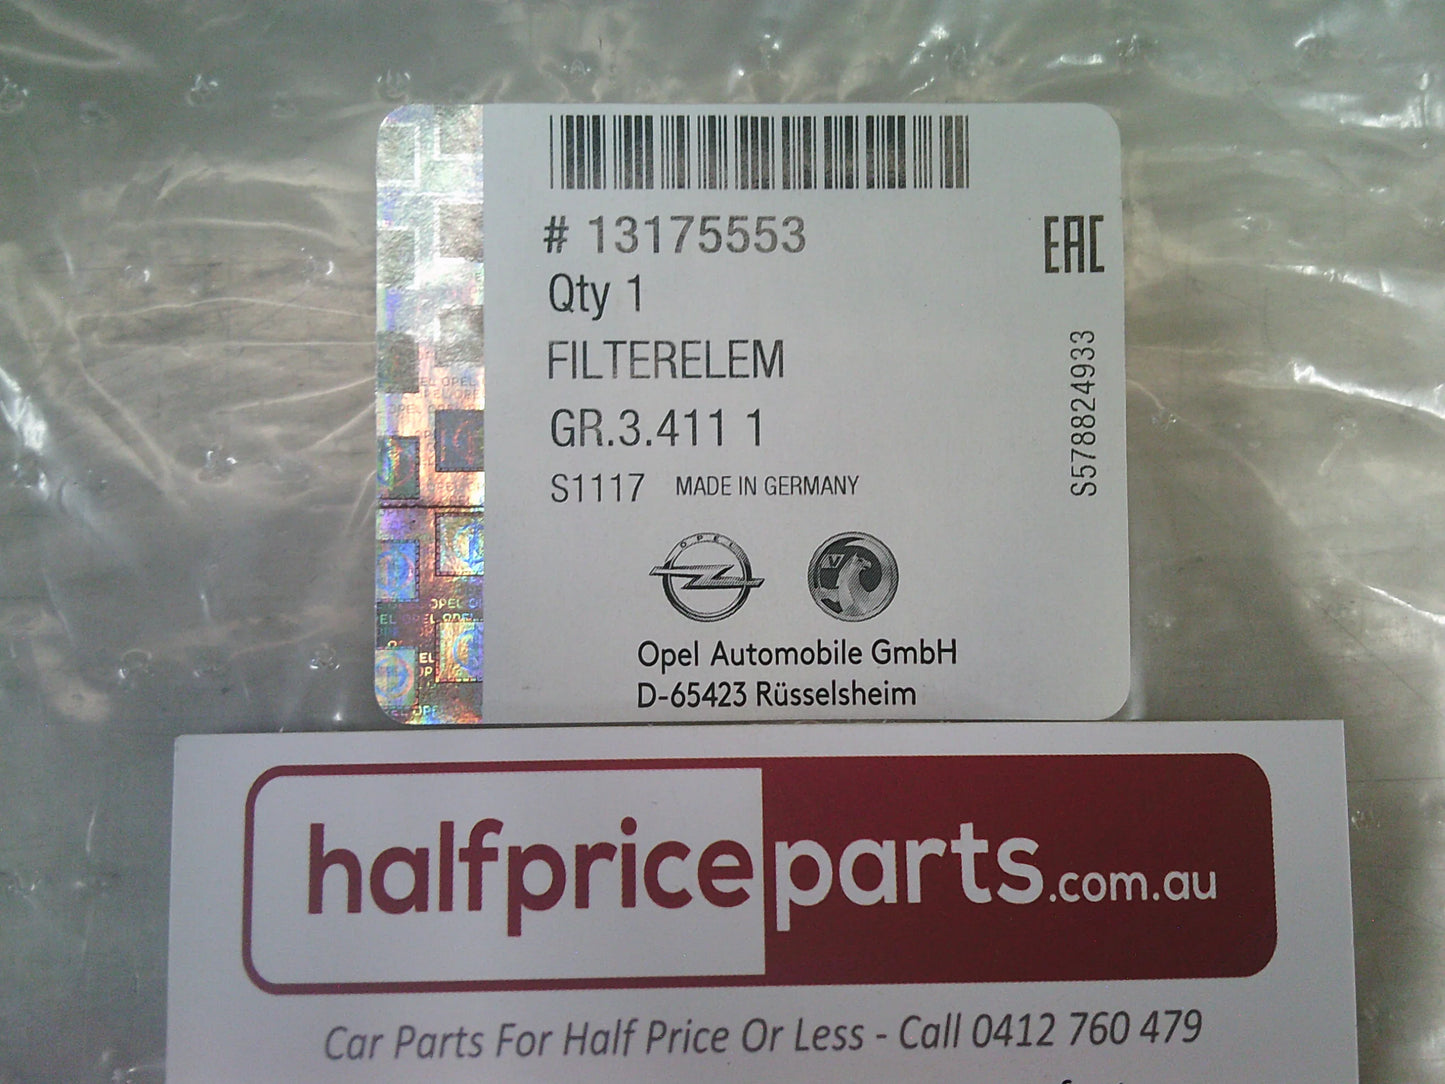 # 13175553
EAC
Qty 1
FILTERELEM
GR.3.411 1
S1117 MADE IN GERMANY
S578824933
OPEL
V
Opel Automobile GmbH
D-65423 Rüsselsheim
halfpriceparts.com.au
Car Parts For Half Price Or Less - Call 0412 760 479